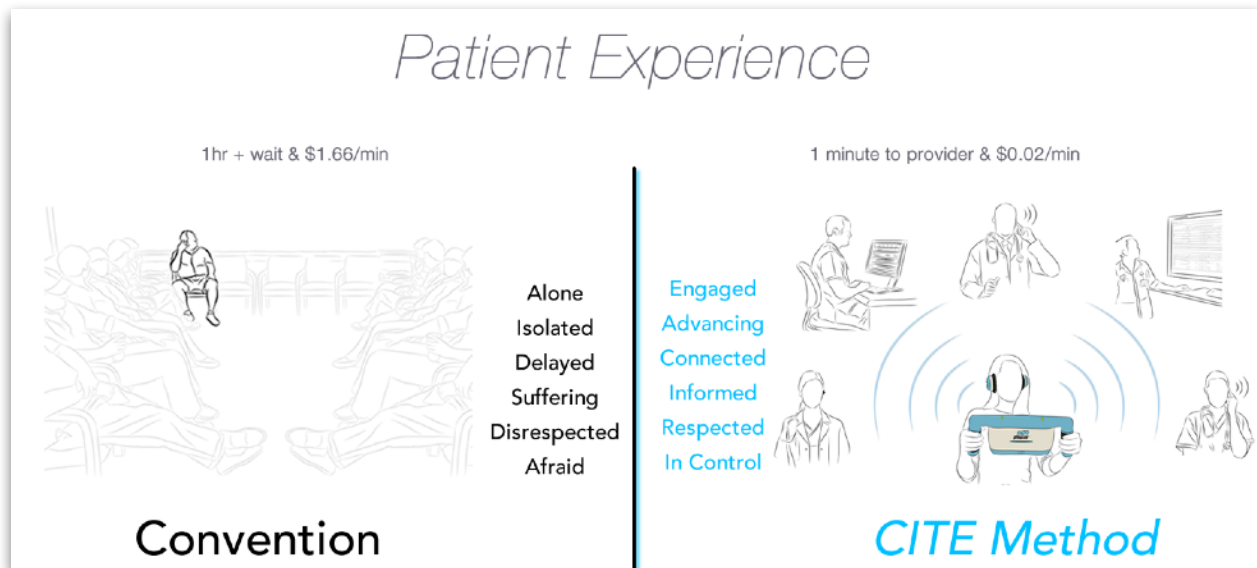 Patient Experience
1hr + wait & $1.66/min
1 minute to provider & $0.02/min
Alone
Isolated
Delayed
Suffering
Disrespected
Afraid
Engaged
Advancing
Connected
Informed
Respected
In Control
Convention
CITE Method